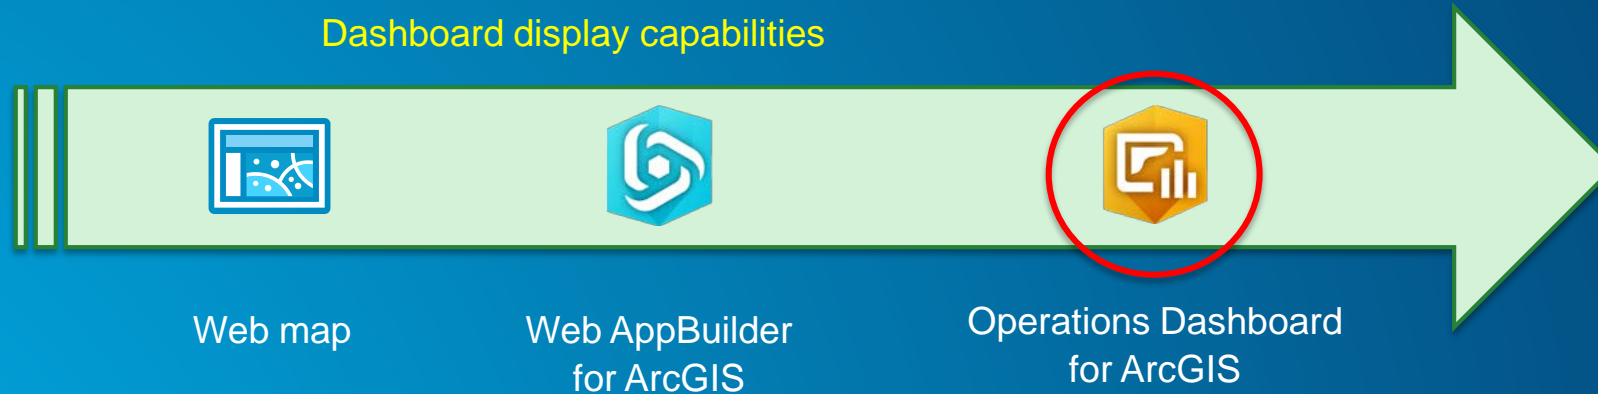 Dashboard display capabilities
Web map
Web AppBuilder
for ArcGIS
Operations Dashboard
for ArcGIS